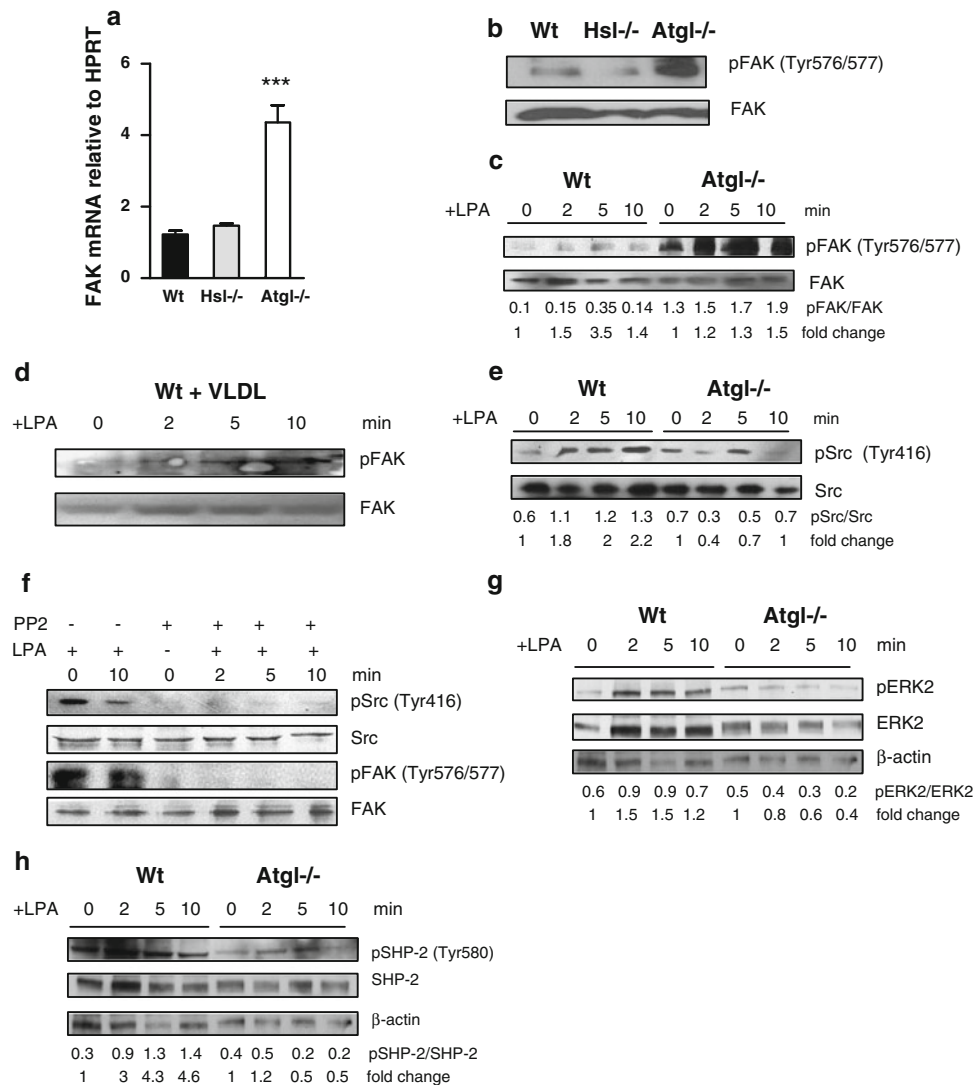 a
FAK mRNA relative to HPRT
6
4
2
0
***
Wt Hsl-/- Atgl-/-
b
Wt Hsl-/- Atgl-/-
pFAK (Tyr576/577)
FAK
c
Wt Atgl-/-
+LPA 0 2 5 10 0 2 5 10 min
pFAK (Tyr576/577)
FAK
0.1 0.15 0.35 0.14 1.3 1.5 1.7 1.9 pFAK/FAK
1 1.5 3.5 1.4 1 1.2 1.3 1.5 fold change
d
Wt + VLDL
+LPA 0 2 5 10 min
pFAK
FAK
e
Wt Atgl-/-
+LPA 0 2 5 10 0 2 5 10 min
pSrc (Tyr416)
Src
0.6 1.1 1.2 1.3 0.7 0.3 0.5 0.7 pSrc/Src
1 1.8 2 2.2 1 0.4 0.7 1 fold change
f
PP2 - - + + + +
LPA + + - + + +
0 10 0 2 5 10 min
pSrc (Tyr416)
Src
pFAK (Tyr576/577)
FAK
g
Wt Atgl-/-
+LPA 0 2 5 10 0 2 5 10 min
pERK2
ERK2
β-actin
0.6 0.9 0.9 0.7 0.5 0.4 0.3 0.2 pERK2/ERK2
1 1.5 1.5 1.2 1 0.8 0.6 0.4 fold change
h
Wt Atgl-/-
+LPA 0 2 5 10 0 2 5 10 min
pSHP-2 (Tyr580)
SHP-2
β-actin
0.3 0.9 1.3 1.4 0.4 0.5 0.2 0.2 pSHP-2/SHP-2
1 3 4.3 4.6 1 1.2 0.5 0.5 fold change